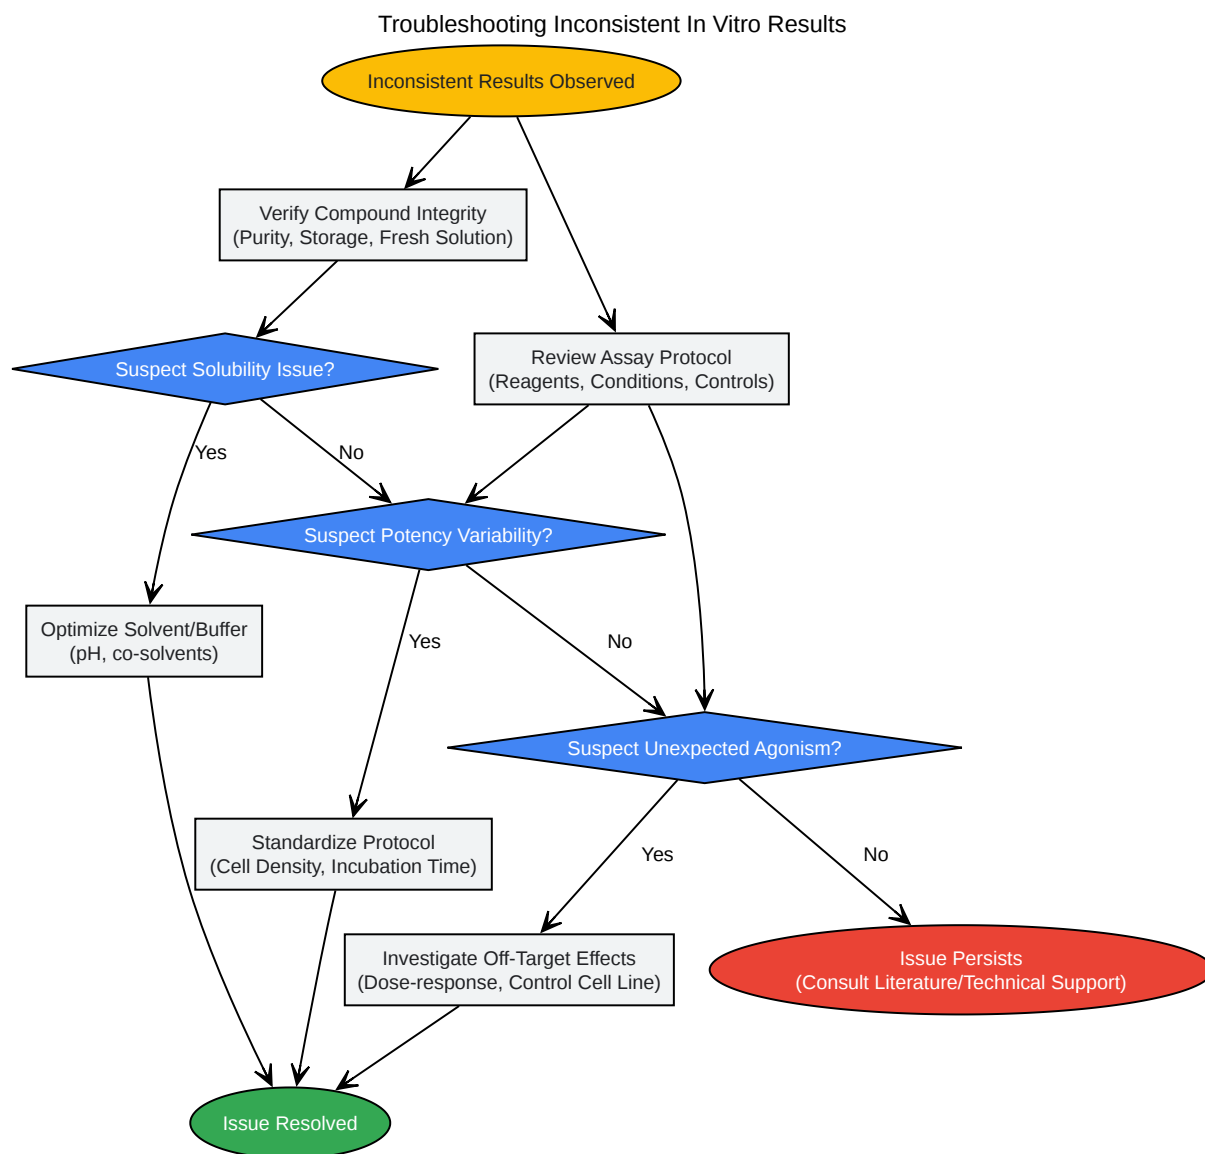 Troubleshooting Inconsistent In Vitro Results
Inconsistent Results Observed
Verify Compound Integrity
(Purity, Storage, Fresh Solution)
Suspect Solubility Issue?
Review Assay Protocol
(Reagents, Conditions, Controls)
Yes
No
Suspect Potency Variability?
Optimize Solvent/Buffer
(pH, co-solvents)
Yes
No
Suspect Unexpected Agonism?
Standardize Protocol
(Cell Density, Incubation Time)
Yes
No
Investigate Off-Target Effects
(Dose-response, Control Cell Line)
Issue Persists
(Consult Literature/Technical Support)
Issue Resolved